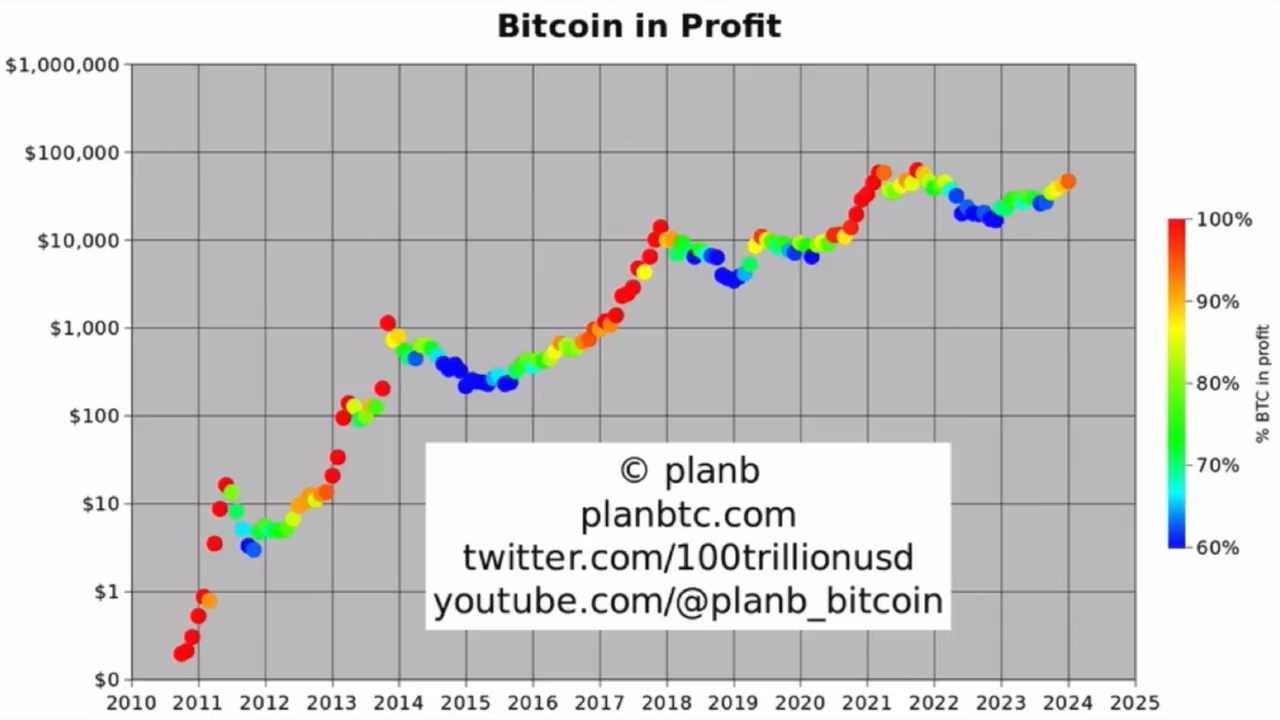 Bitcoin in Profit
$1,000,000
$100,000
$10,000
$1,000
$100
$10
$1
$0
2010 2011 2012 2013 2014 2015 2016 2017 2018 2019 2020 2021 2022 2023 2024 2025
© planb
planbtc.com
twitter.com/100trillionusd
youtube.com/@planb_bitcoin
100%
90%
80%
70%
60%
% BTC in profit